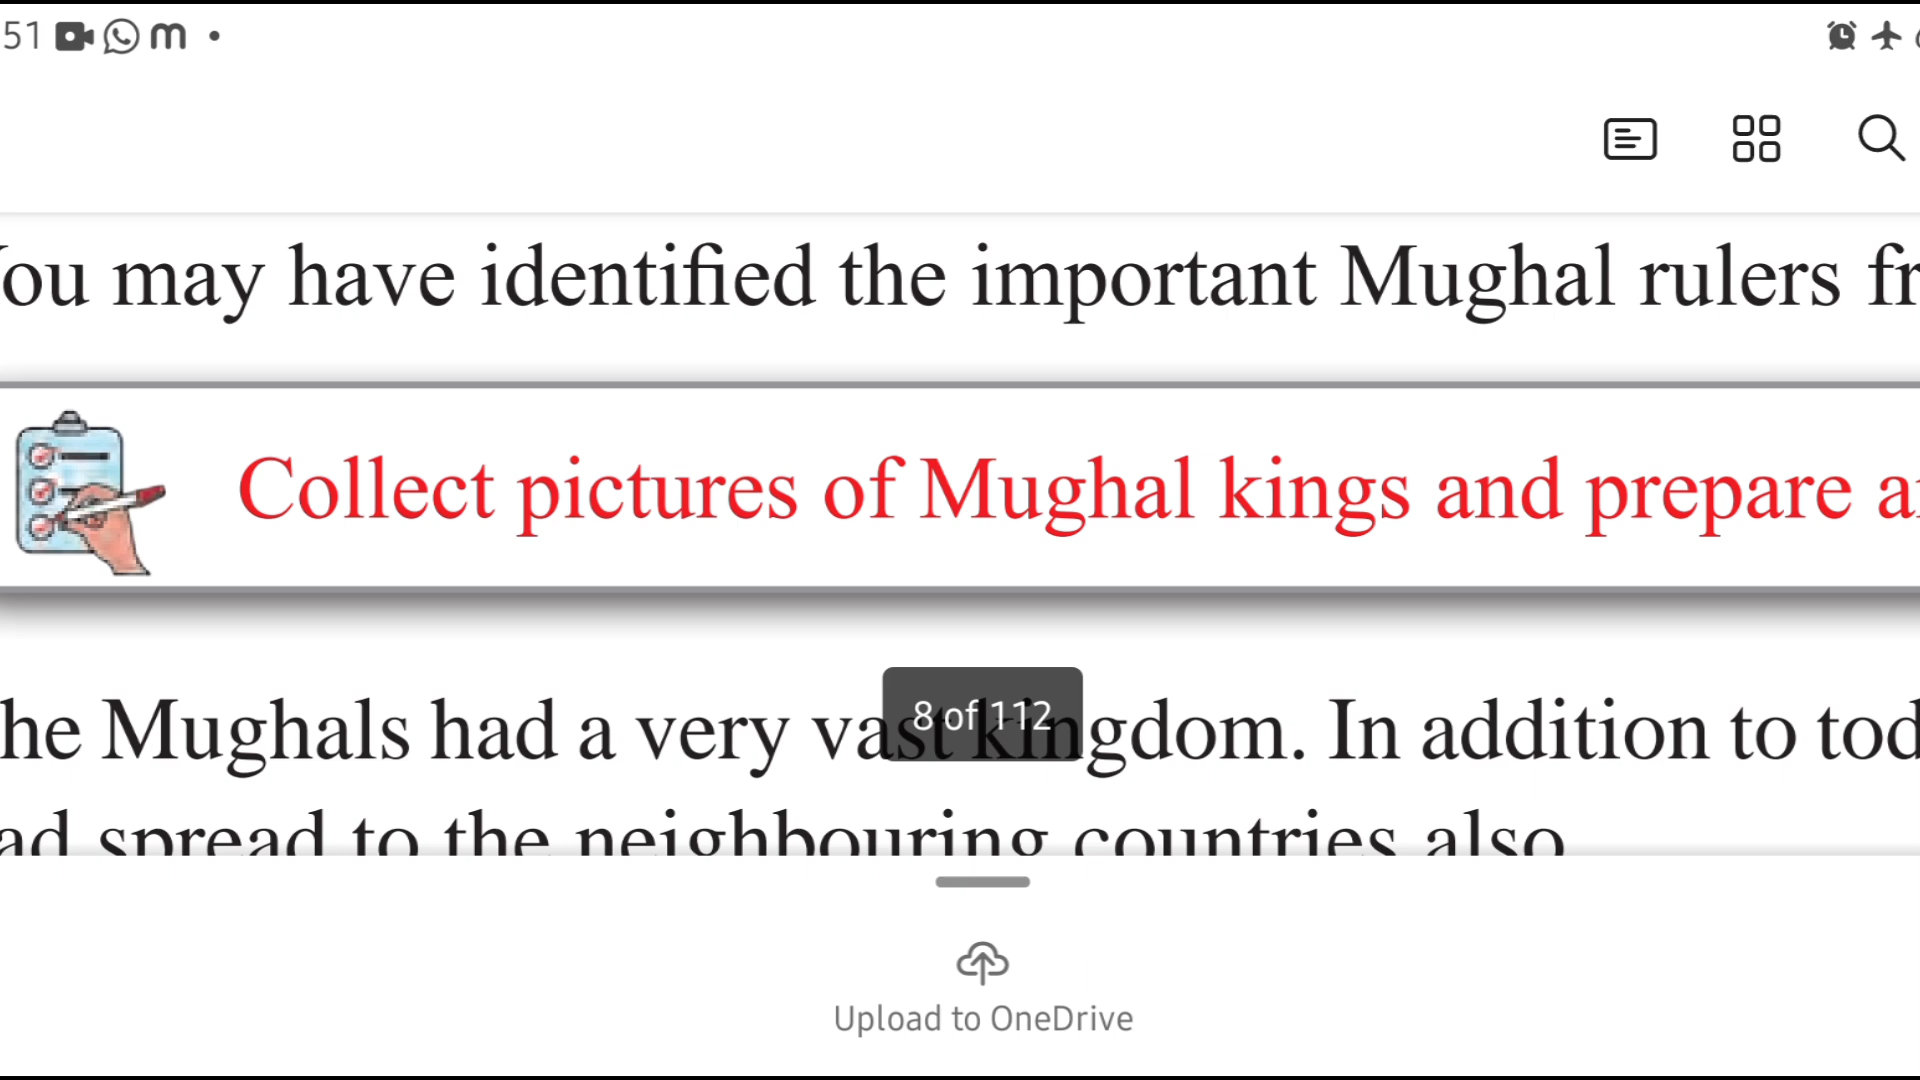 51 m
ou may have identified the important Mughal rulers fr
Collect pictures of Mughal kings and prepare a
he Mughals had a very vast kingdom. In addition to tod
8 of 112
ad spread to the neighbouring countries also
Upload to OneDrive